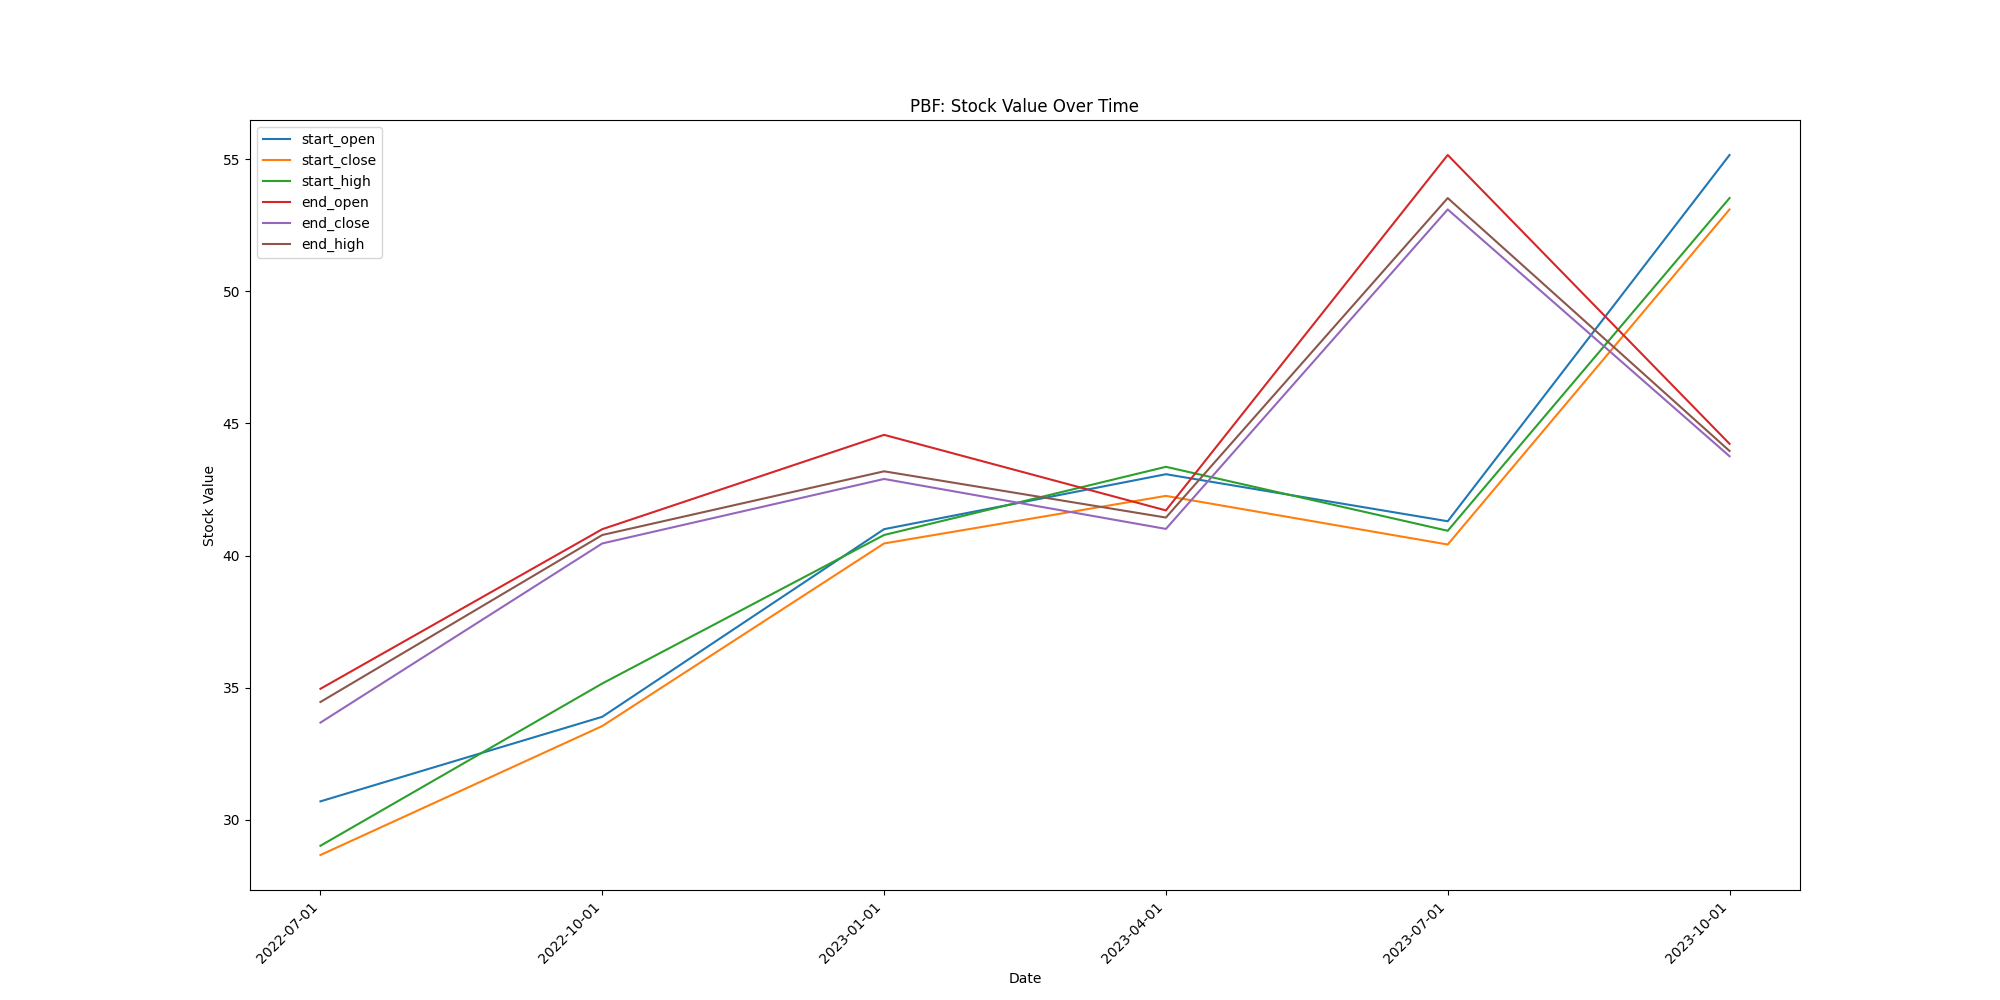 PBF: Stock Value Over Time
start_open
start_close
start_high
end_open
end_close
end_high
55
50
45
40
35
30
Stock Value
2022-07-01
2022-10-01
2023-01-01
2023-04-01
2023-07-01
2023-10-01
Date